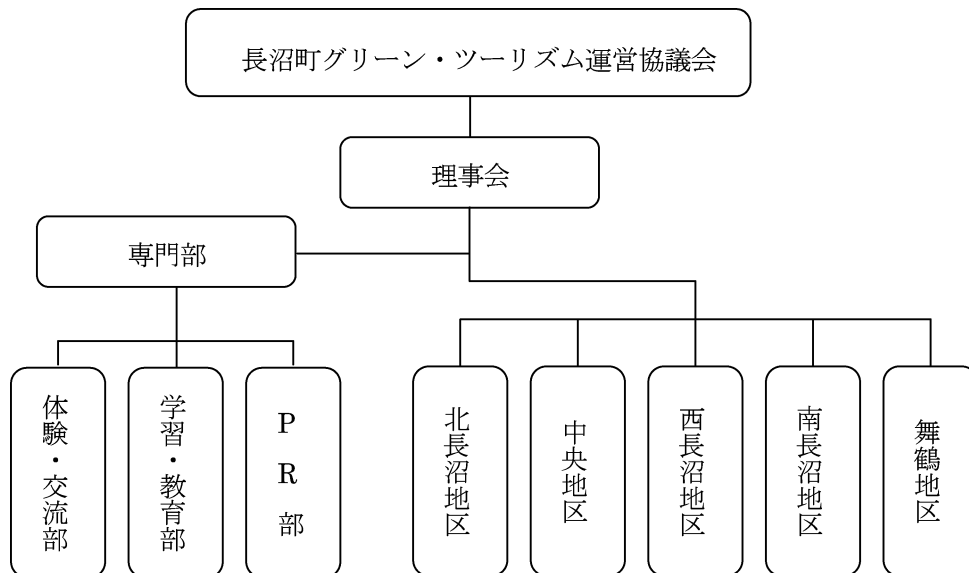 長沼町グリーン・ツーリズム運営協議会
理事会
専門部
体験・交流部
学習・教育部
PR部
北長沼地区
中央地区
西長沼地区
南長沼地区
舞鶴地区